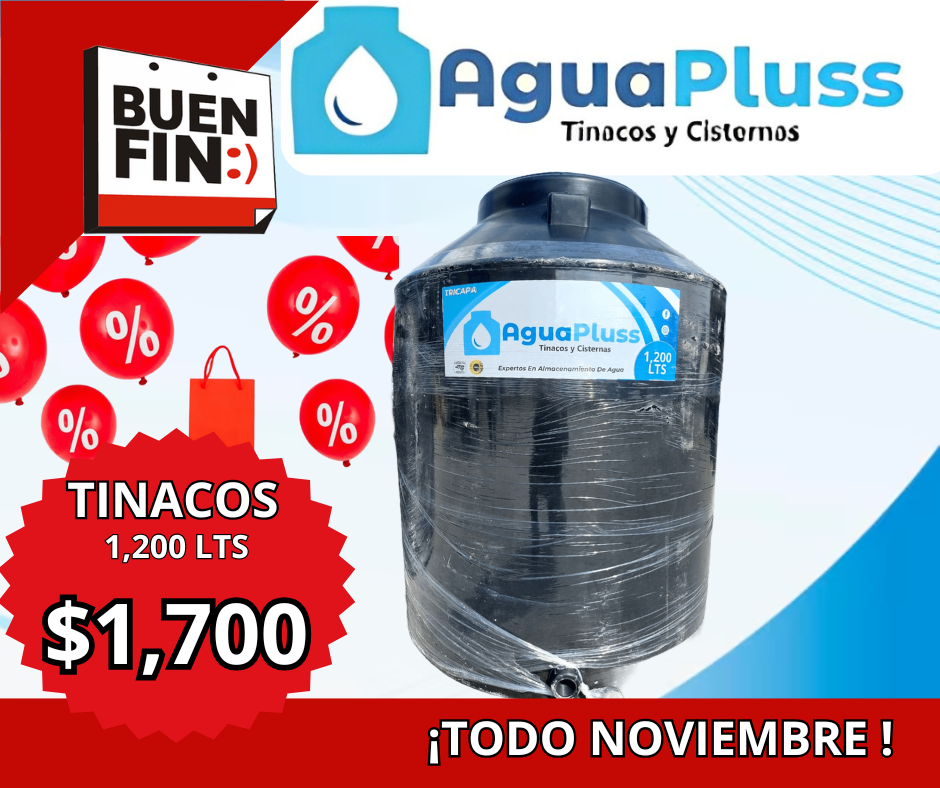 BUEN
FIN:)
AguaPluss
Tinacos y Cisternas
%
%
%
%
%
TRICAPA
AguaPluss
Tinacos y Cisternas
1,200
LTS
Expertos En Almacenamiento De Agua
TINACOS
1,200 LTS
$1,700
¡TODO NOVIEMBRE !